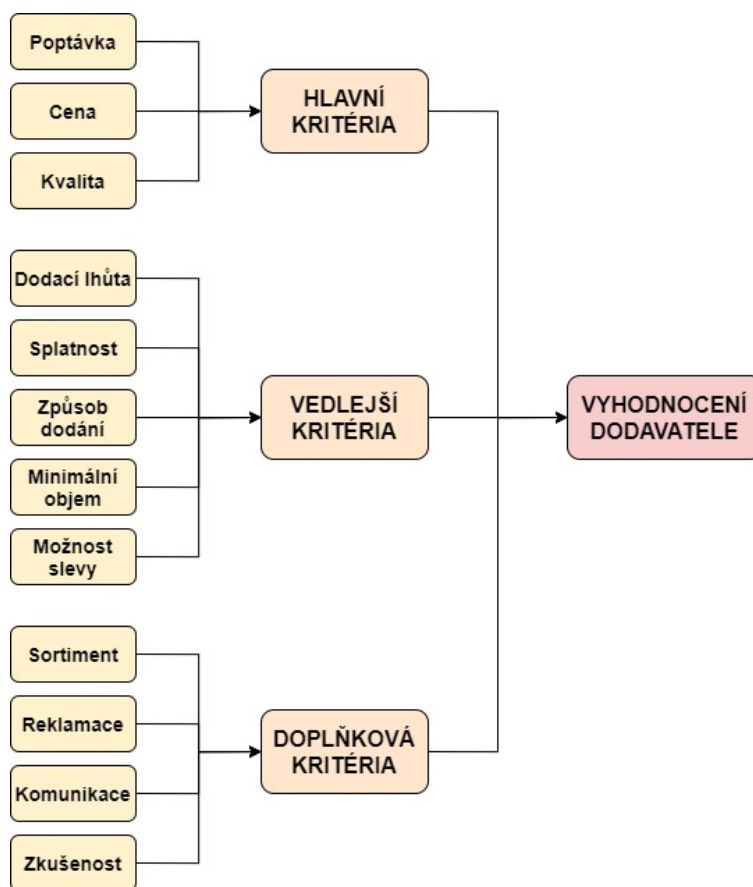 Poptávka
Cena
Kvalita
HLAVNÍ
KRITÉRIA
Dodací lhůta
Splatnost
Způsob
dodání
Minimální
objem
Možnost
slevy
VEDLEJŠÍ
KRITÉRIA
Sortiment
Reklamace
Komunikace
Zkušenost
DOPLŇKOVÁ
KRITÉRIA
VYHODNOCENÍ
DODAVATELE